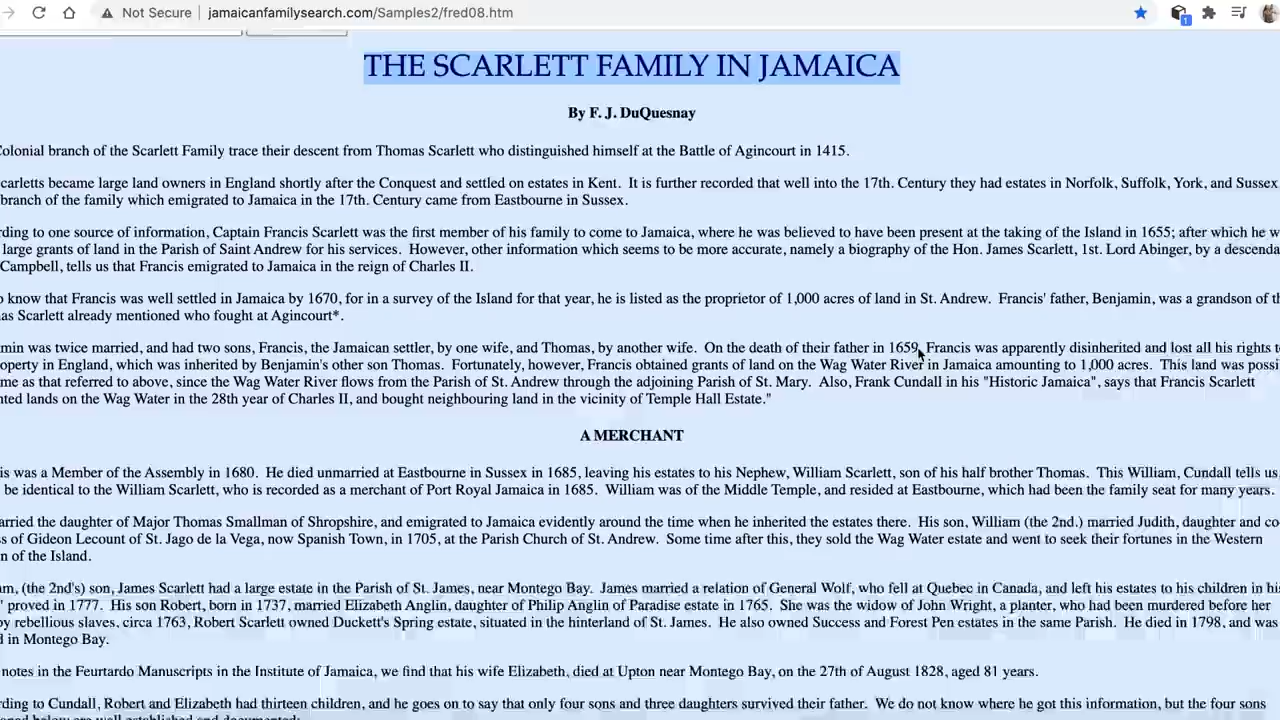 Not Secure
jamaicanfamilysearch.com/Samples2/fred08.htm
1
THE SCARLETT FAMILY IN JAMAICA
By F. J. DuQuesnay
Colonial branch of the Scarlett Family trace their descent from Thomas Scarlett who distinguished himself at the Battle of Agincourt in 1415.
carletts became large land owners in England shortly after the Conquest and settled on estates in Kent. It is further recorded that well into the 17th. Century they had estates in Norfolk, Suffolk, York, and Sussex
branch of the family which emigrated to Jamaica in the 17th. Century came from Eastbourne in Sussex.
rding to one source of information, Captain Francis Scarlett was the first member of his family to come to Jamaica, where he was believed to have been present at the taking of the Island in 1655; after which he w
large grants of land in the Parish of Saint Andrew for his services. However, other information which seems to be more accurate, namely a biography of the Hon. James Scarlett, 1st. Lord Abinger, by a descenda
Campbell, tells us that Francis emigrated to Jamaica in the reign of Charles II.
o know that Francis was well settled in Jamaica by 1670, for in a survey of the Island for that year, he is listed as the proprietor of 1,000 acres of land in St. Andrew. Francis' father, Benjamin, was a grandson of th
as Scarlett already mentioned who fought at Agincourt*.
min was twice married, and had two sons, Francis, the Jamaican settler, by one wife, and Thomas, by another wife. On the death of their father in 1659, Francis was apparently disinherited and lost all his rights t
operty in England, which was inherited by Benjamin's other son Thomas. Fortunately, however, Francis obtained grants of land on the Wag Water River in Jamaica amounting to 1,000 acres. This land was possi
me as that referred to above, since the Wag Water River flows from the Parish of St. Andrew through the adjoining Parish of St. Mary. Also, Frank Cundall in his "Historic Jamaica", says that Francis Scarlett
nted lands on the Wag Water in the 28th year of Charles II, and bought neighbouring land in the vicinity of Temple Hall Estate."
A MERCHANT
is was a Member of the Assembly in 1680. He died unmarried at Eastbourne in Sussex in 1685, leaving his estates to his Nephew, William Scarlett, son of his half brother Thomas. This William, Cundall tells us
be identical to the William Scarlett, who is recorded as a merchant of Port Royal Jamaica in 1685. William was of the Middle Temple, and resided at Eastbourne, which had been the family seat for many years.
arried the daughter of Major Thomas Smallman of Shropshire, and emigrated to Jamaica evidently around the time when he inherited the estates there. His son, William (the 2nd.) married Judith, daughter and co-
s of Gideon Lecount of St. Jago de la Vega, now Spanish Town, in 1705, at the Parish Church of St. Andrew. Some time after this, they sold the Wag Water estate and went to seek their fortunes in the Western
n of the Island.
am, (the 2nd's) son, James Scarlett had a large estate in the Parish of St. James, near Montego Bay. James married a relation of General Wolf, who fell at Quebec in Canada, and left his estates to his children in his
" proved in 1777. His son Robert, born in 1737, married Elizabeth Anglin, daughter of Philip Anglin of Paradise estate in 1765. She was the widow of John Wright, a planter, who had been murdered before her
by rebellious slaves, circa 1763, Robert Scarlett owned Duckett's Spring estate, situated in the hinterland of St. James. He also owned Success and Forest Pen estates in the same Parish. He died in 1798, and was
d in Montego Bay.
notes in the Feurtardo Manuscripts in the Institute of Jamaica, we find that his wife Elizabeth, died at Upton near Montego Bay, on the 27th of August 1828, aged 81 years.
rding to Cundall, Robert and Elizabeth had thirteen children, and he goes on to say that only four sons and three daughters survived their father. We do not know where he got this information, but the four sons
below are well established and documented: